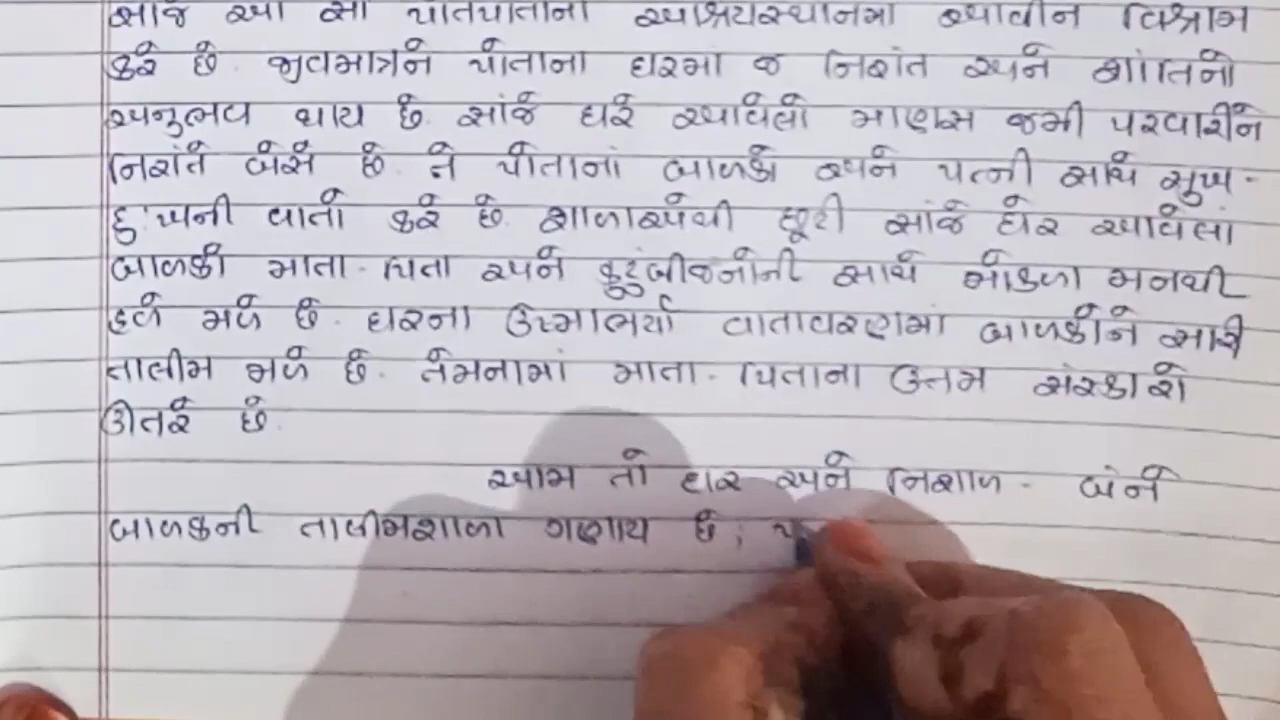 સાંજે આ સૌ પોતપોતાના આશ્રયસ્થાનમાં આવીને વિશ્રામ
કરે છે. જીવમાત્રને પોતાના ઘરમાં જ નિરાંત અને શાંતિનો
અનુભવ થાય છે. સાંજે ઘરે આવેલો માણસ જમી પરવારીને
નિરાંતે બેસે છે. ને પોતાનાં બાળકો અને પત્ની સાથે સુખ-
દુ:ખની વાતો કરે છે. શાળાએથી છૂટી સાંજે ઘેર આવેલાં
બાળકો માતા-પિતા અને કુટુંબીજનોની સાથે મોકળા મનથી
હળે મળે છે. ઘરના ઉષ્માભર્યા વાતાવરણમાં બાળકોને સારી
તાલીમ મળે છે. તેમનામાં માતા-પિતાના ઉત્તમ સંસ્કારો
ઊતરે છે.
આમ તો ઘર અને નિશાળ - બંને
બાળકની તાલીમશાળા ગણાય છે; પ